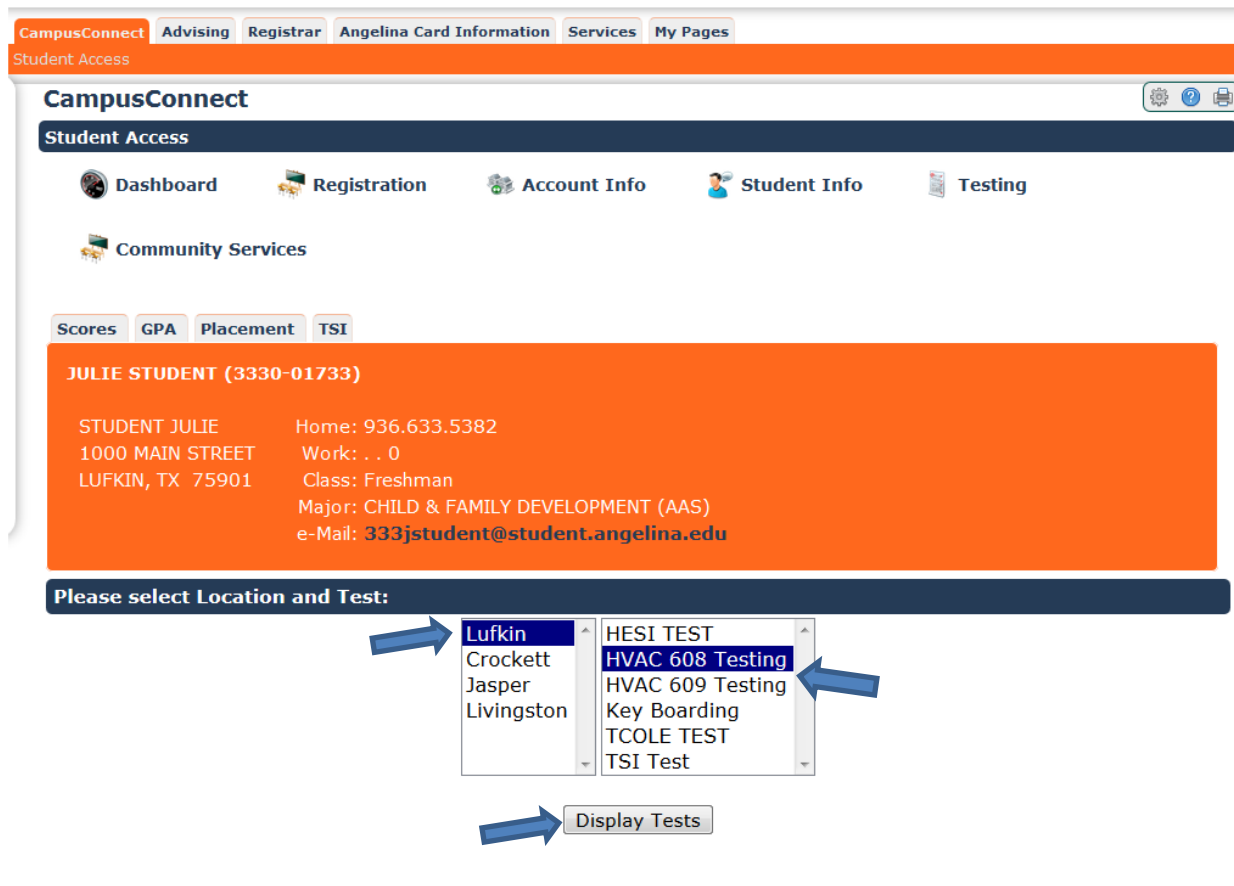 CampusConnect Advising Registrar Angelina Card Information Services My Pages
Student Access
CampusConnect
Student Access
Dashboard Registration Account Info Student Info Testing
Community Services
Scores GPA Placement TSI
JULIE STUDENT (3330-01733)
STUDENT JULIE Home: 936.633.5382
1000 MAIN STREET Work: . . 0
LUFKIN, TX 75901 Class: Freshman
Major: CHILD & FAMILY DEVELOPMENT (AAS)
e-Mail: 333jstudent@student.angelina.edu
Please select Location and Test:
Lufkin HESI TEST
Crockett HVAC 608 Testing
Jasper HVAC 609 Testing
Livingston Key Boarding
TCOLE TEST
TSI Test
Display Tests